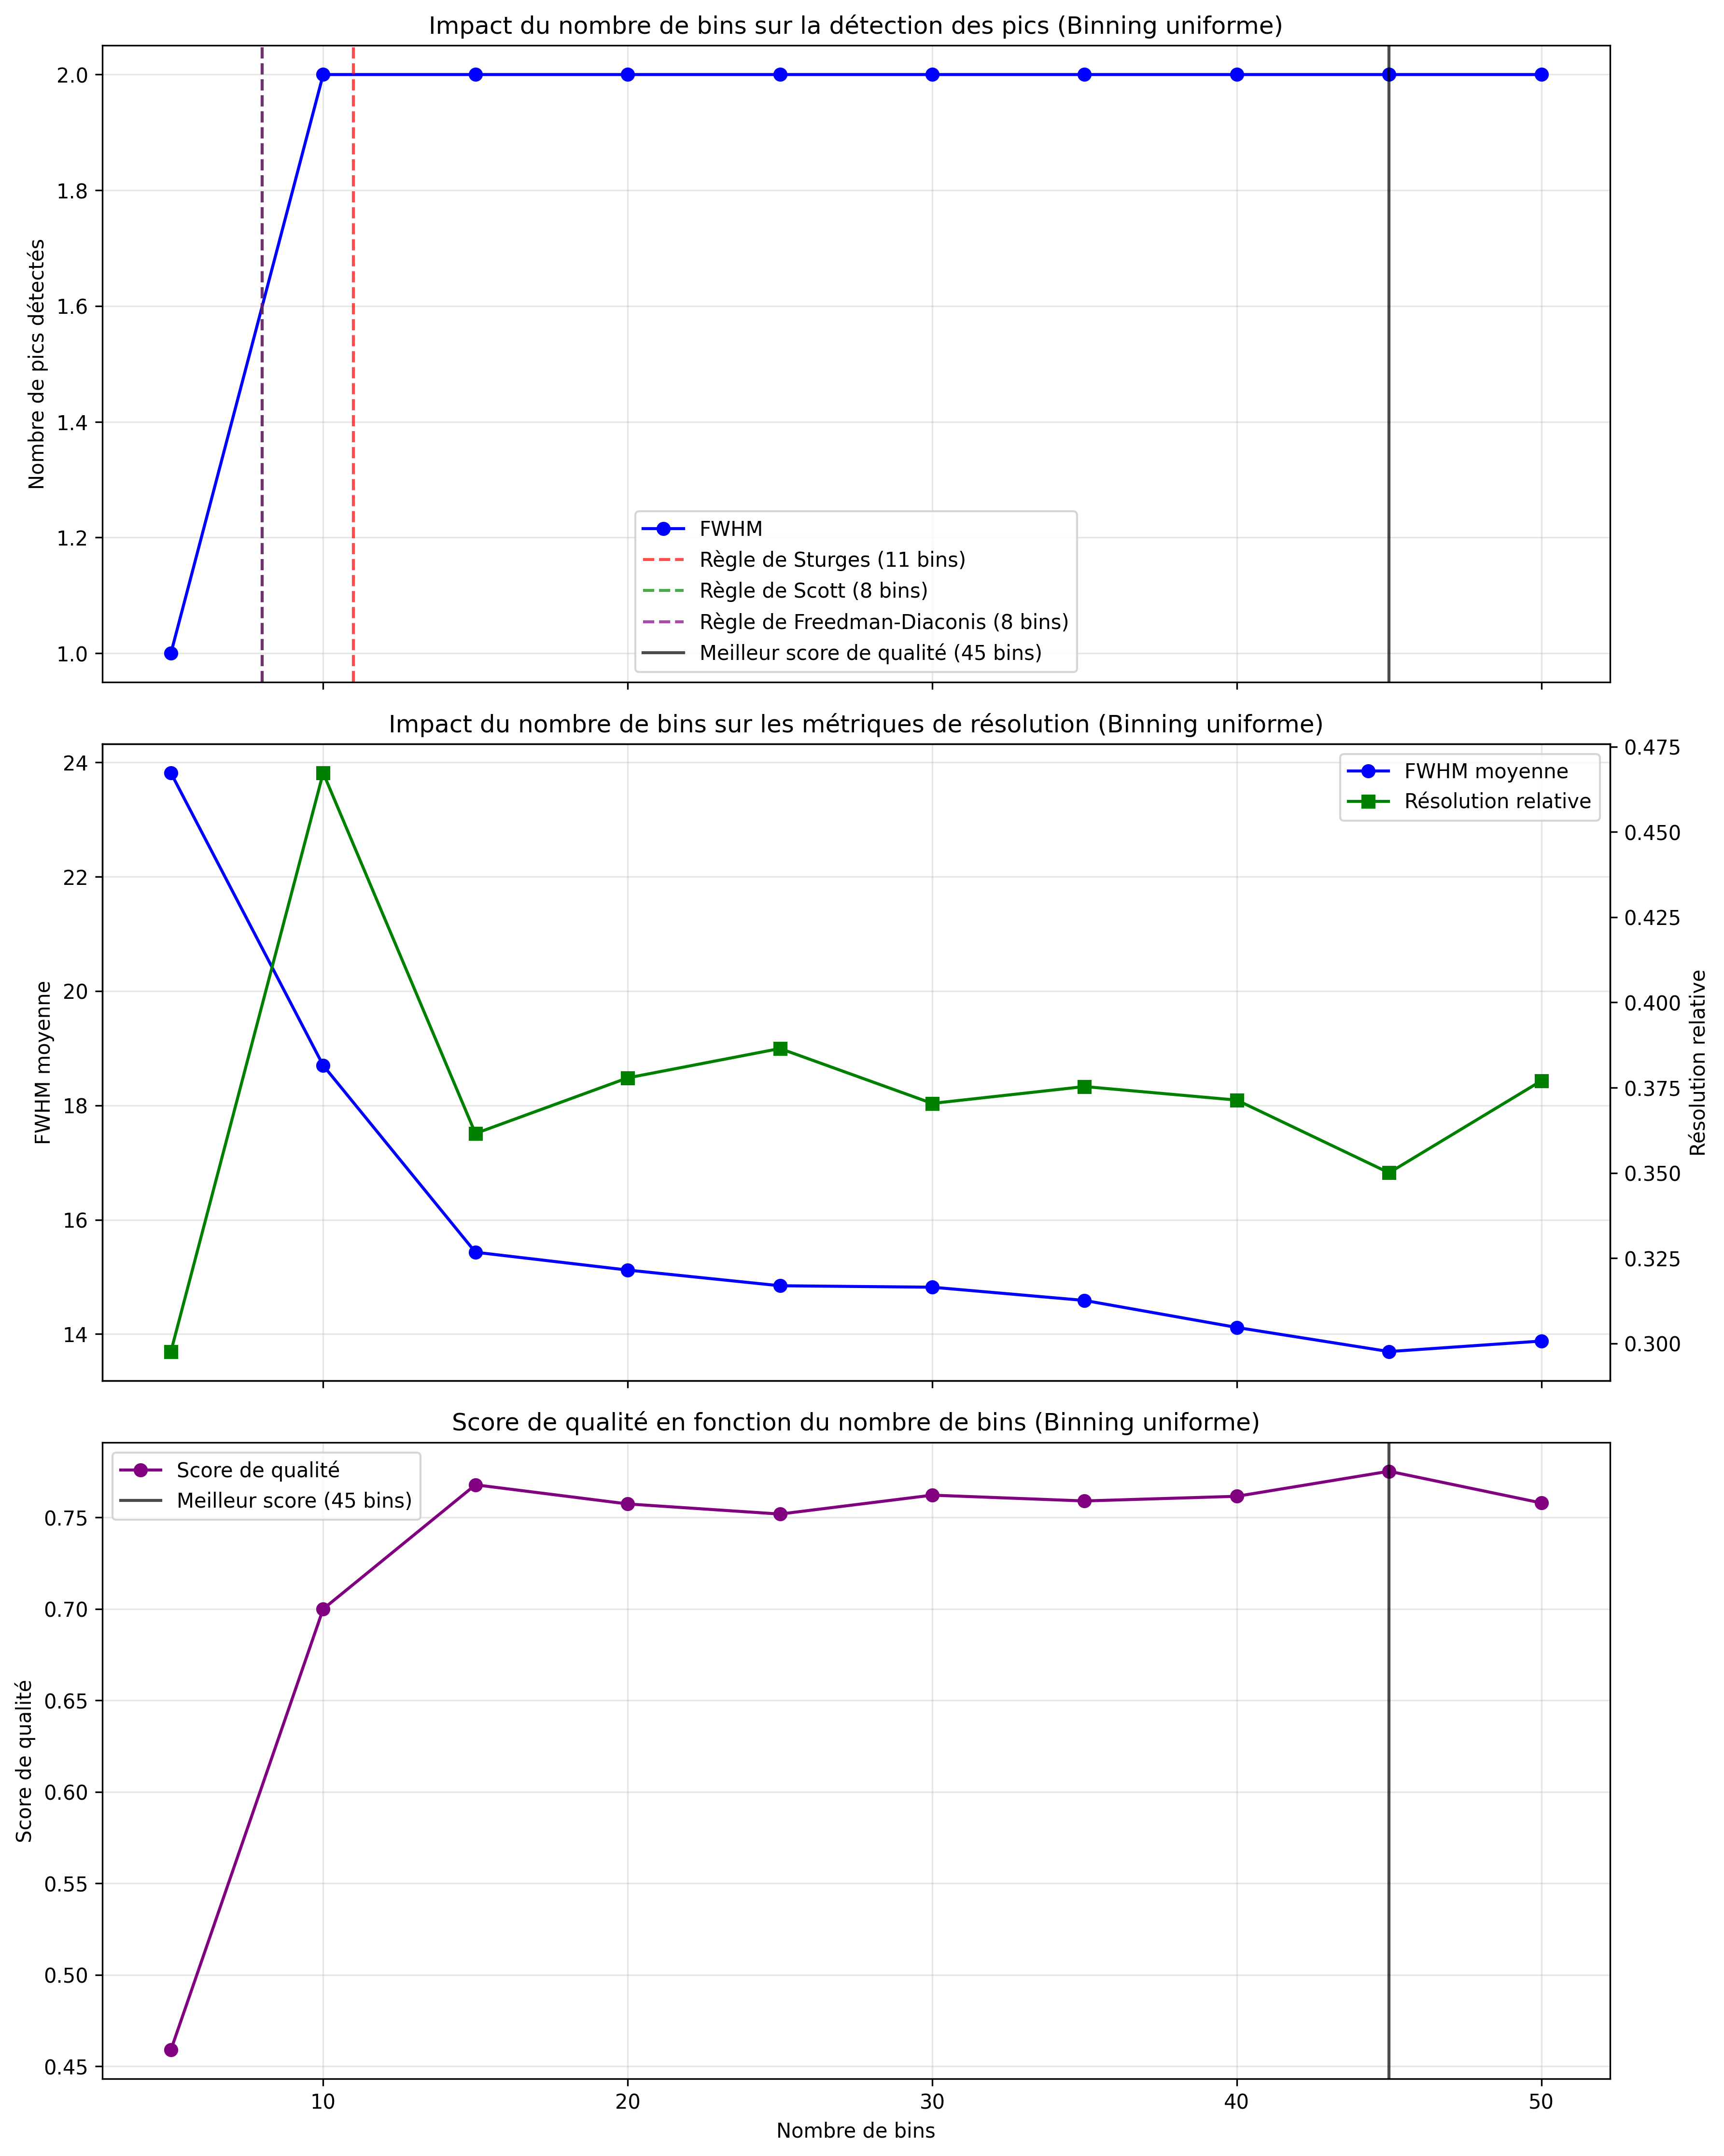 Impact du nombre de bins sur la détection des pics (Binning uniforme)
Nombre de pics détectés
2.0
1.8
1.6
1.4
1.2
1.0
FWHM
Règle de Sturges (11 bins)
Règle de Scott (8 bins)
Règle de Freedman-Diaconis (8 bins)
Meilleur score de qualité (45 bins)
Impact du nombre de bins sur les métriques de résolution (Binning uniforme)
FWHM moyenne
24
22
20
18
16
14
FWHM moyenne
Résolution relative
0.475
0.450
0.425
0.400
0.375
0.350
0.325
0.300
Résolution relative
Score de qualité en fonction du nombre de bins (Binning uniforme)
Score de qualité
Score de qualité
Meilleur score (45 bins)
0.75
0.70
0.65
0.60
0.55
0.50
0.45
10 20 30 40 50
Nombre de bins